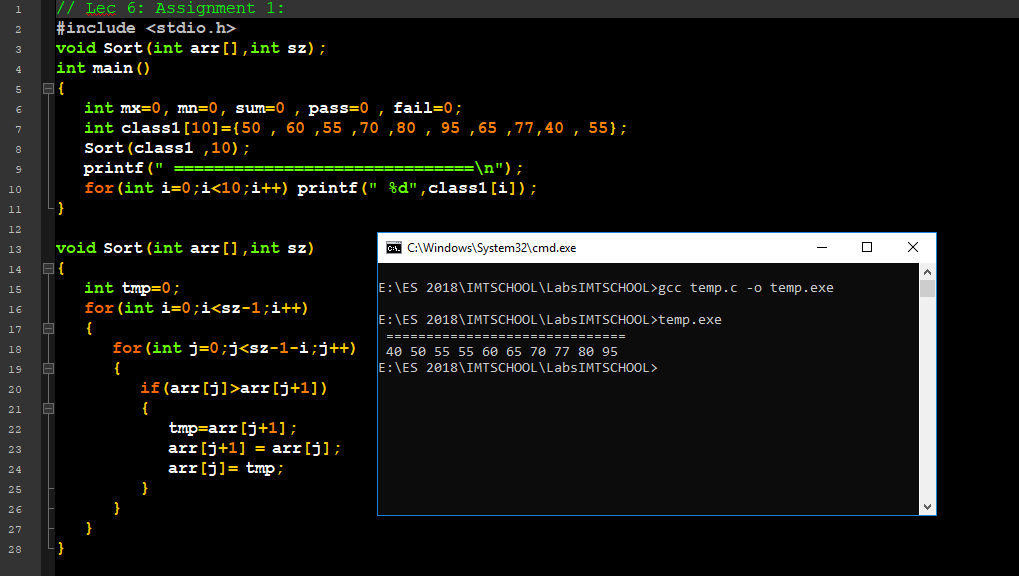 1 // Lec 6: Assignment 1:
2 #include <stdio.h>
3 void Sort(int arr[],int sz);
4 int main()
5 {
6 int mx=0, mn=0, sum=0 , pass=0 , fail=0;
7 int class1[10]={50 , 60 ,55 ,70 ,80 , 95 ,65 ,77,40 , 55};
8 Sort(class1 ,10);
9 printf(" ==============================\n");
10 for(int i=0;i<10;i++) printf(" %d",class1[i]);
11 }
12
13 void Sort(int arr[],int sz)
14 {
15 int tmp=0;
16 for(int i=0;i<sz-1;i++)
17 {
18 for(int j=0;j<sz-1-i;j++)
19 {
20 if(arr[j]>arr[j+1])
21 {
22 tmp=arr[j+1];
23 arr[j+1] = arr[j];
24 arr[j]= tmp;
25 }
26 }
27 }
28 }
C:\Windows\System32\cmd.exe
E:\ES 2018\IMTSCHOOL\LabsIMTSCHOOL>gcc temp.c -o temp.exe
E:\ES 2018\IMTSCHOOL\LabsIMTSCHOOL>temp.exe
==============================
40 50 55 55 60 65 70 77 80 95
E:\ES 2018\IMTSCHOOL\LabsIMTSCHOOL>